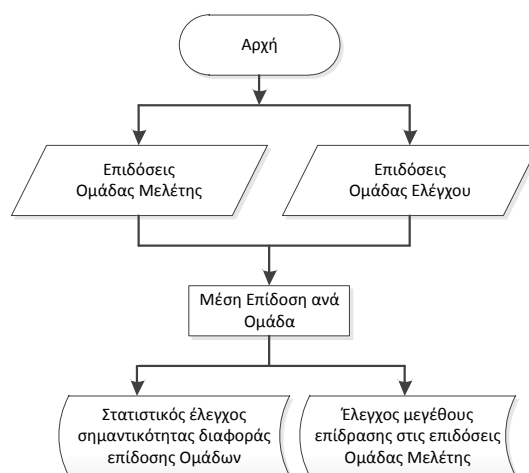 Αρχή
Επιδόσεις
Ομάδας Μελέτης
Επιδόσεις
Ομάδας Ελέγχου
Μέση Επίδοση ανά
Ομάδα
Στατιστικός έλεγχος
σημαντικότητας διαφοράς
επίδοσης Ομάδων
Έλεγχος μεγέθους
επίδρασης στις επιδόσεις
Ομάδας Μελέτης